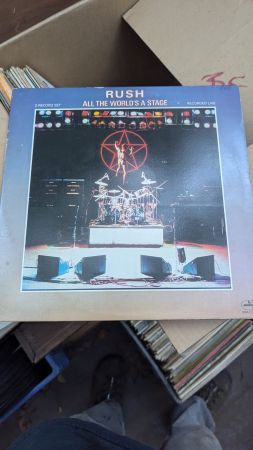 RUSH
ALL THE WORLD'S A STAGE
2 RECORD SET
RECORDED LIVE